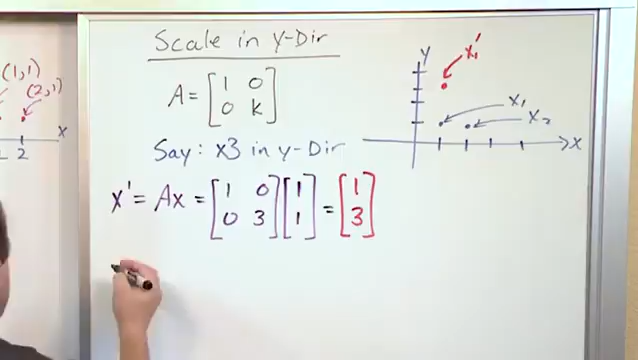 (1,1)
(2,1)
x
2
Scale in y-Dir
A = [1 0
0 k]
Say: x3 in y-Dir
x' = Ax = [1 0
0 3] [1
1] = [1
3]
y
x₁'
x₁
x₂
x